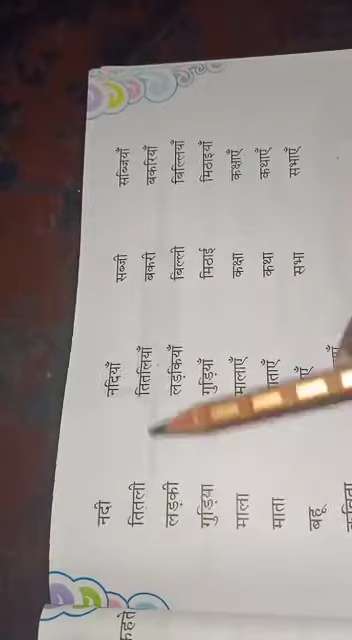 नदी नदियाँ सब्जी सब्जियाँ
तितली तितलियाँ बकरी बकरियाँ
लड़की लड़कियाँ बिल्ली बिल्लियाँ
गुड़िया गुड़ियाँ मिठाई मिठाइयाँ
माला मालाएँ कक्षा कक्षाएँ
माता कथा कथाएँ
बहू सभा सभाएँ